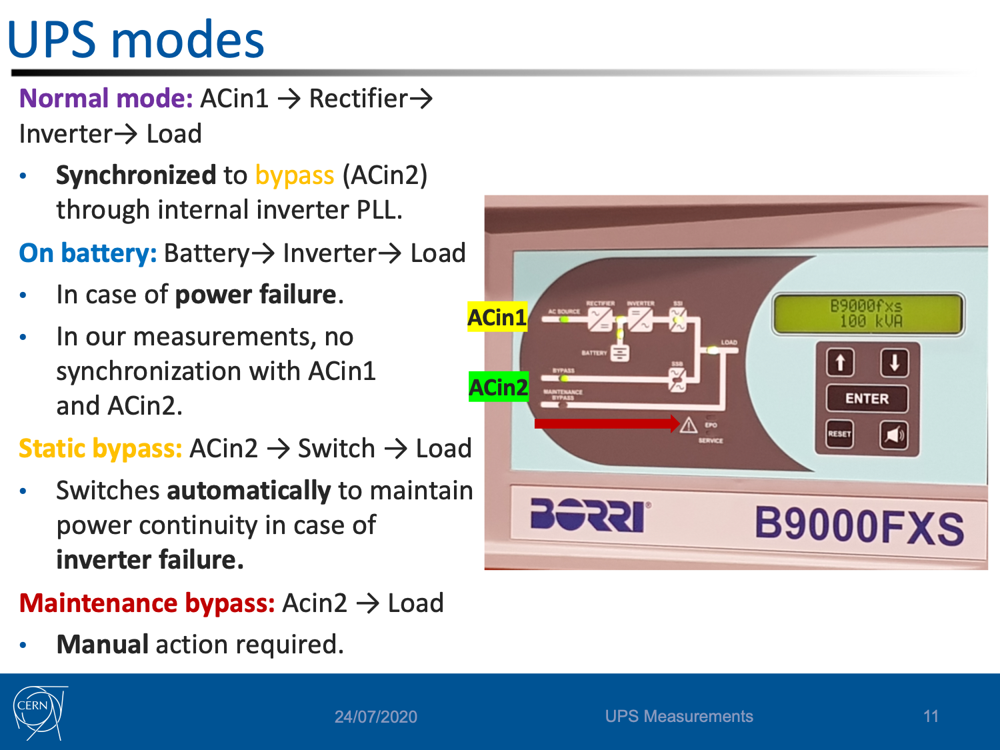 UPS modes
Normal mode: ACin1 → Rectifier→
Inverter→ Load
• Synchronized to bypass (ACin2)
through internal inverter PLL.
On battery: Battery→ Inverter→ Load
• In case of power failure.
• In our measurements, no
synchronization with ACin1
and ACin2.
Static bypass: ACin2 → Switch → Load
• Switches automatically to maintain
power continuity in case of
inverter failure.
Maintenance bypass: Acin2 → Load
• Manual action required.
ACin1
ACin2
RECTIFIER
INVERTER
SSI
AC SOURCE
BATTERY
LOAD
BYPASS
SSB
MAINTENANCE
BYPASS
EPO
SERVICE
B9000fxs
100 kVA
ENTER
RESET
BORRI®
B9000FXS
CERN
24/07/2020
UPS Measurements
11